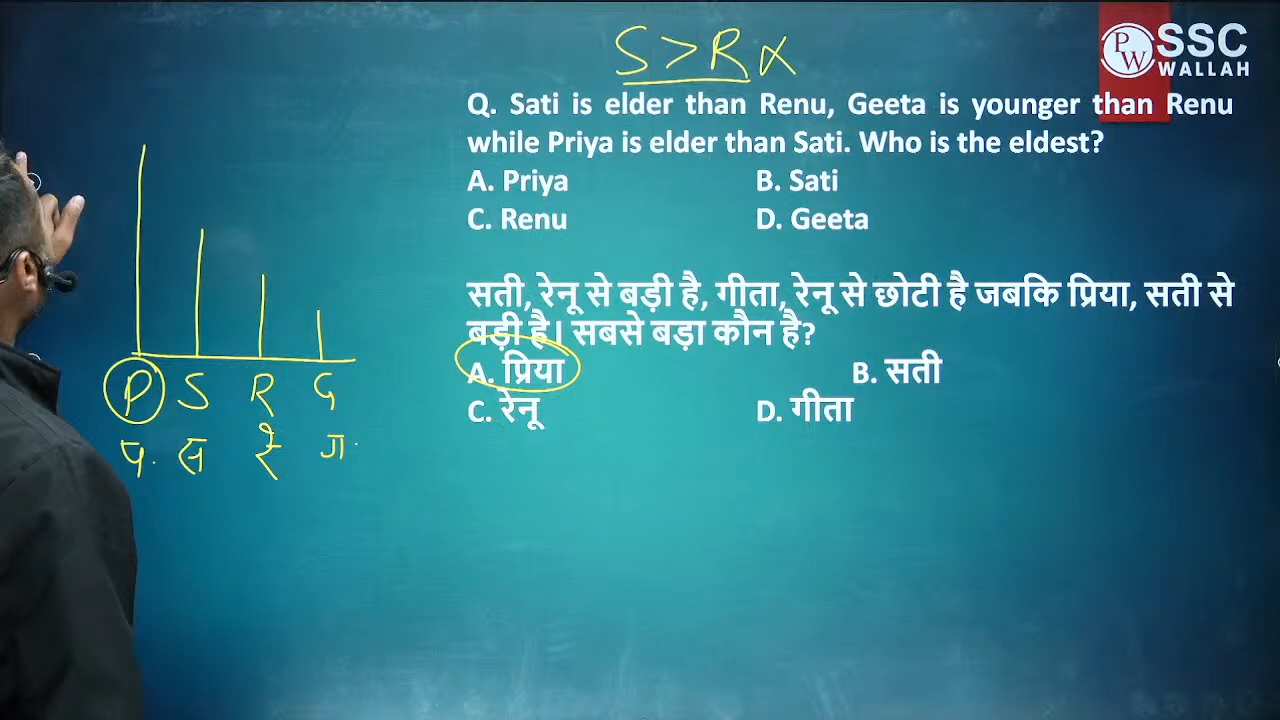 S > R x
PW SSC
WALLAH
Q. Sati is elder than Renu, Geeta is younger than Renu
while Priya is elder than Sati. Who is the eldest?
A. Priya B. Sati
C. Renu D. Geeta
सती, रेनू से बड़ी है, गीता, रेनू से छोटी है जबकि प्रिया, सती से
बड़ी है। सबसे बड़ा कौन है?
A. प्रिया B. सती
C. रेनू D. गीता
P S R G
प. स रे ग.